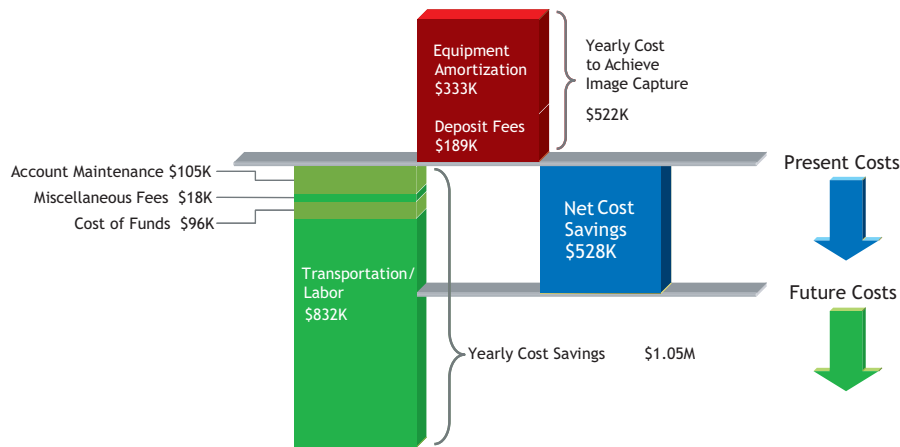 Equipment
Amortization
$333K
Deposit Fees
$189K
Yearly Cost
to Achieve
Image Capture
$522K
Present Costs
Account Maintenance $105K
Miscellaneous Fees $18K
Cost of Funds $96K
Net Cost
Savings
$528K
Transportation/
Labor
$832K
Future Costs
Yearly Cost Savings $1.05M